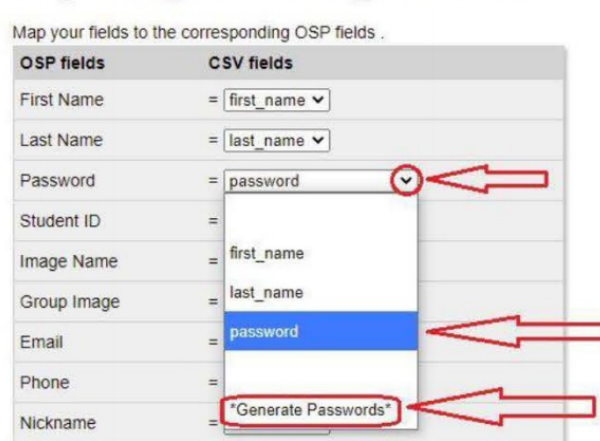 Map your fields to the corresponding OSP fields .
OSP fields CSV fields
First Name = first_name
Last Name = last_name
Password = password
Student ID =
Image Name = first_name
Group Image = last_name
Email = password
Phone =
Nickname = *Generate Passwords*